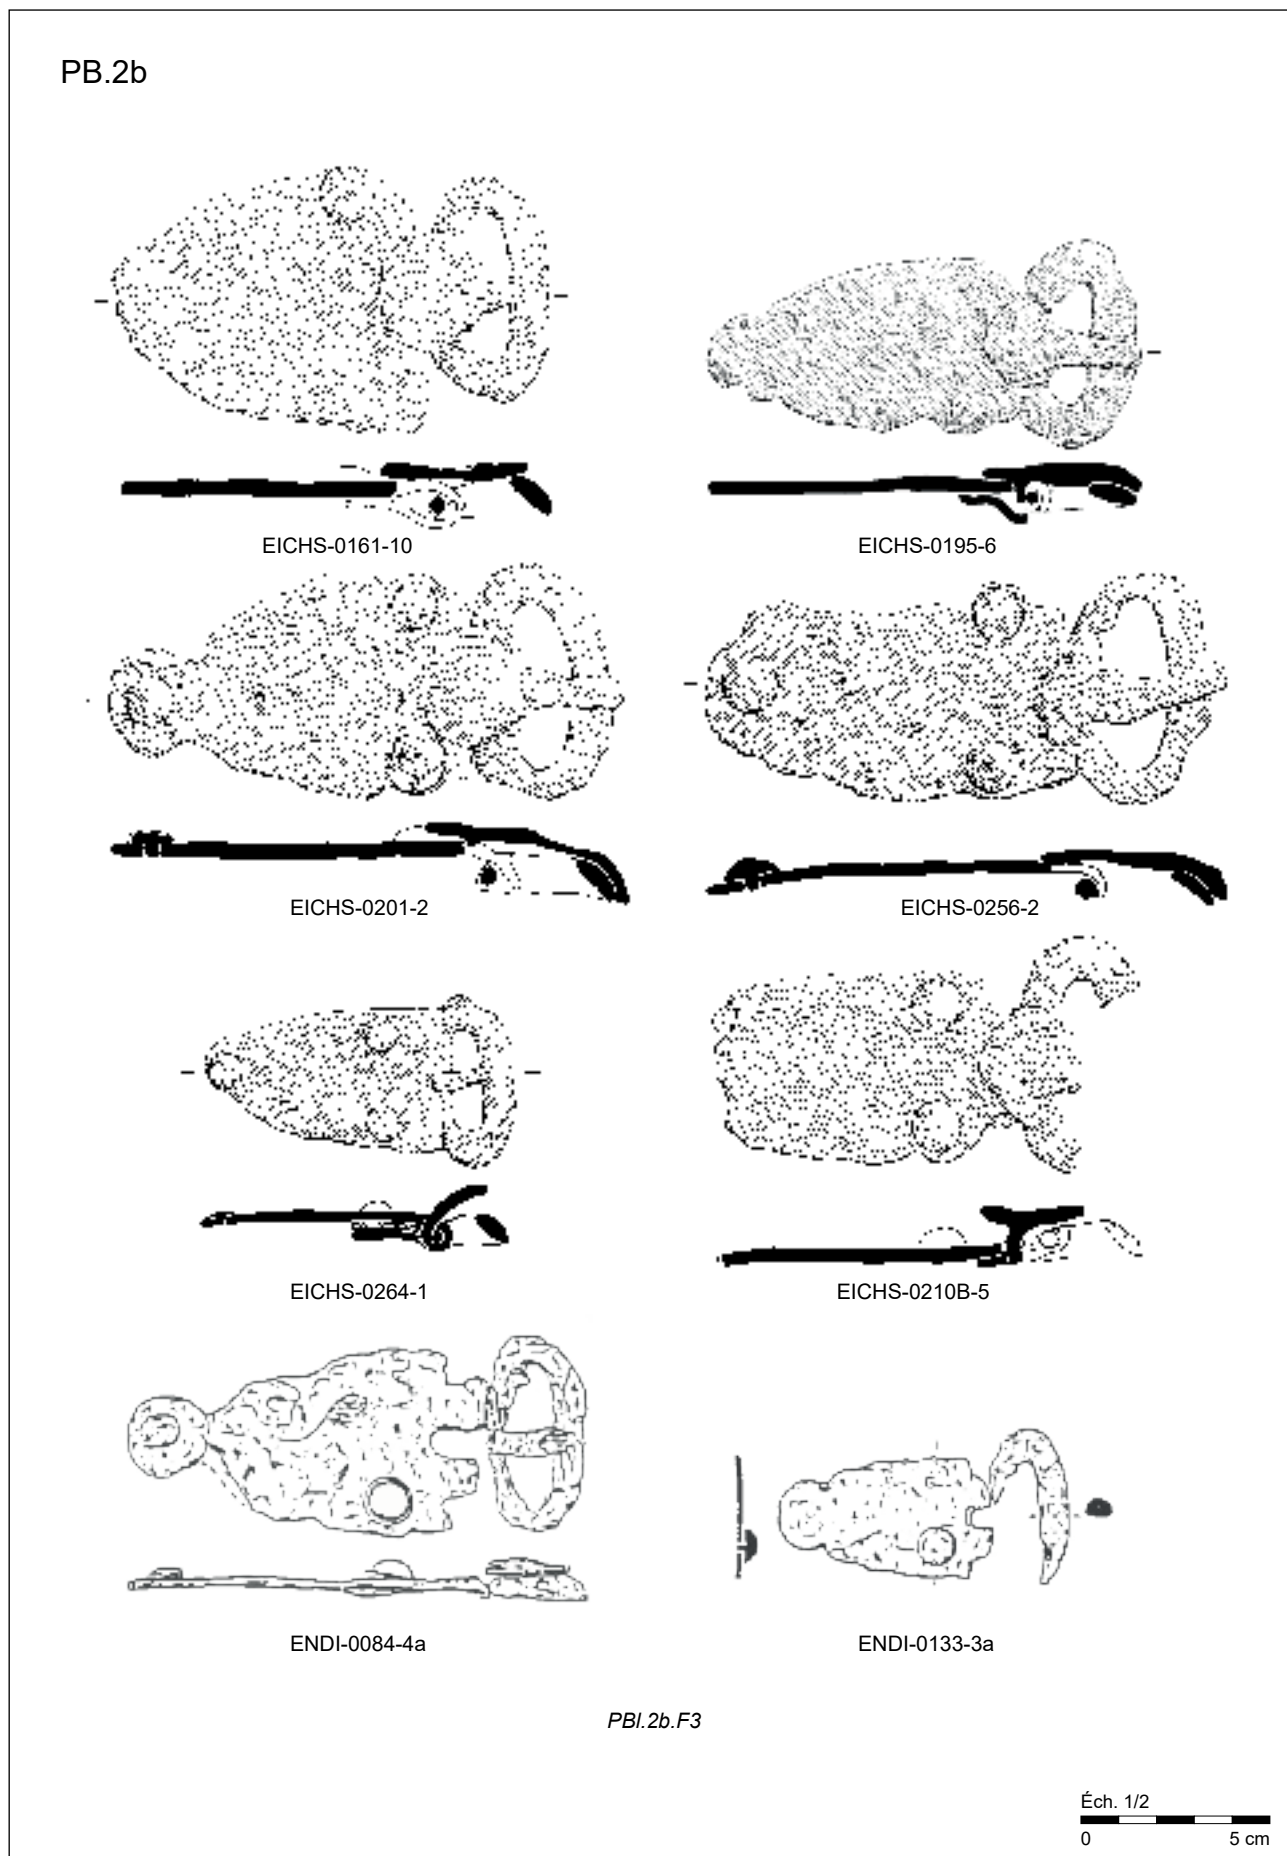 PB.2b
EICHS-0161-10
EICHS-0195-6
EICHS-0201-2
EICHS-0256-2
EICHS-0264-1
EICHS-0210B-5
ENDI-0084-4a
ENDI-0133-3a
PBl.2b.F3
Éch. 1/2
0 5 cm